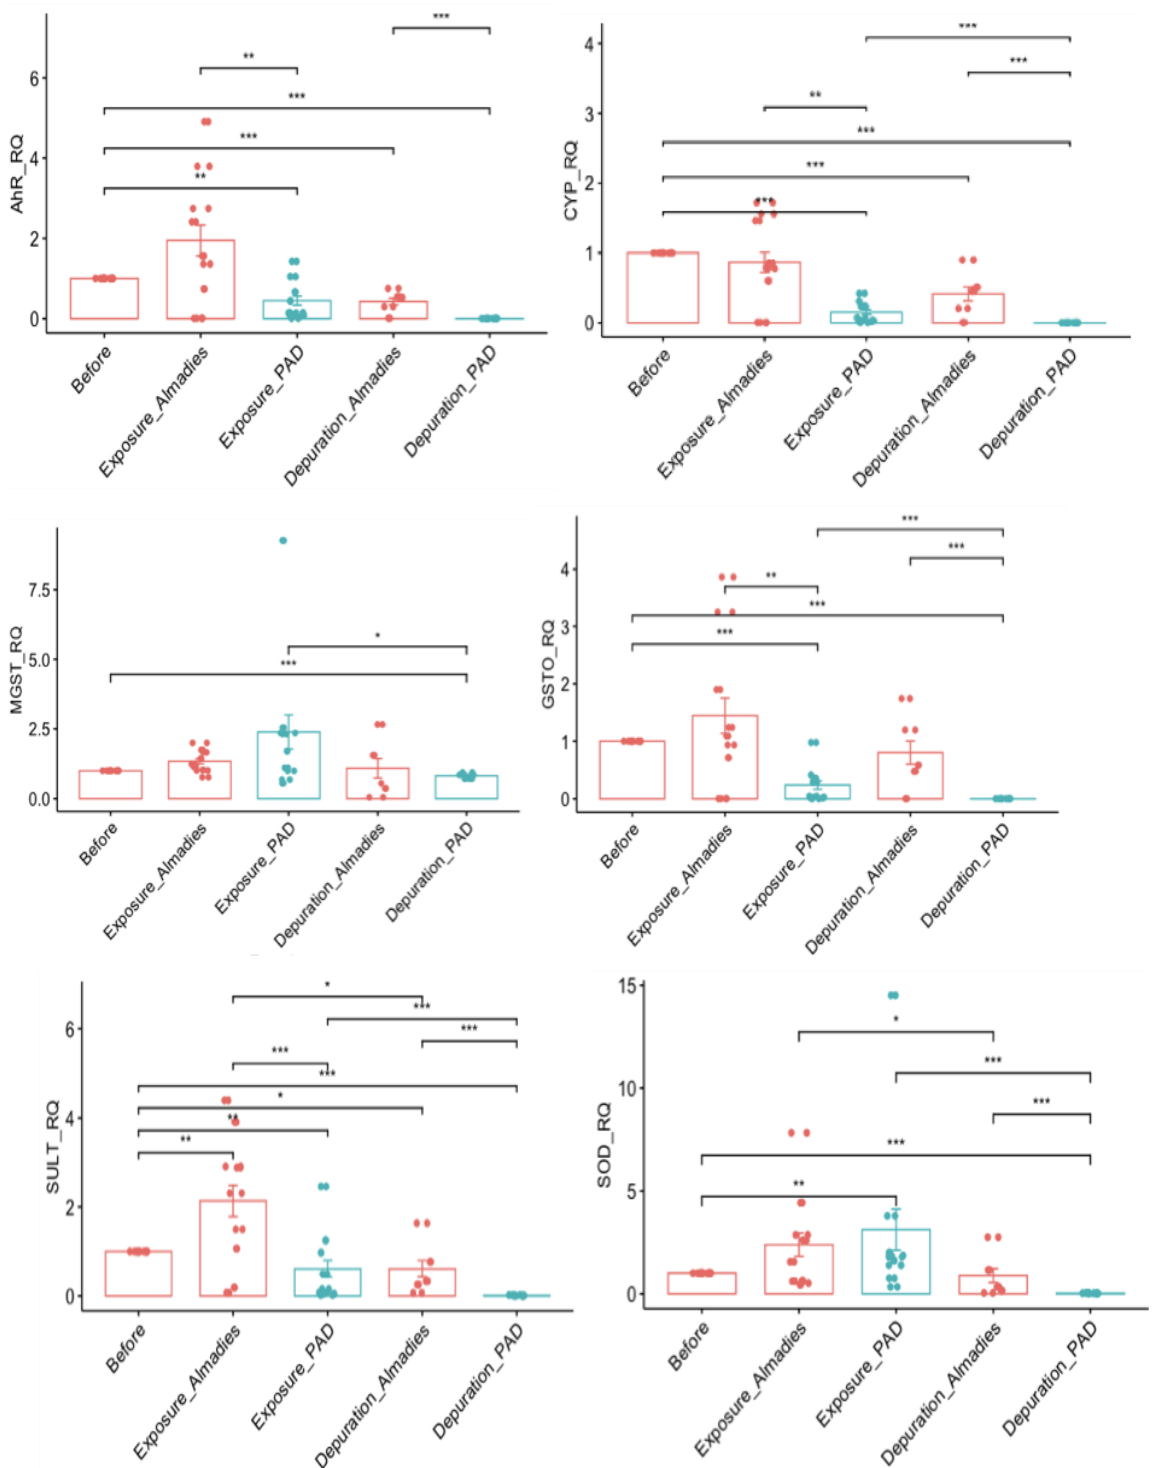 ***
**
***
***
**
AhR_RQ
6
4
2
0
Before
Exposure_Almadies
Exposure_PAD
Depuration_Almadies
Depuration_PAD
***
***
**
***
***
***
CYP_RQ
4
3
2
1
0
Before
Exposure_Almadies
Exposure_PAD
Depuration_Almadies
Depuration_PAD
*
***
MGST_RQ
7.5
5.0
2.5
0.0
Before
Exposure_Almadies
Exposure_PAD
Depuration_Almadies
Depuration_PAD
***
***
**
***
***
GSTO_RQ
4
3
2
1
0
Before
Exposure_Almadies
Exposure_PAD
Depuration_Almadies
Depuration_PAD
*
***
***
***
***
*
**
**
SULT_RQ
6
4
2
0
Before
Exposure_Almadies
Exposure_PAD
Depuration_Almadies
Depuration_PAD
*
***
***
***
**
SOD_RQ
15
10
5
0
Before
Exposure_Almadies
Exposure_PAD
Depuration_Almadies
Depuration_PAD